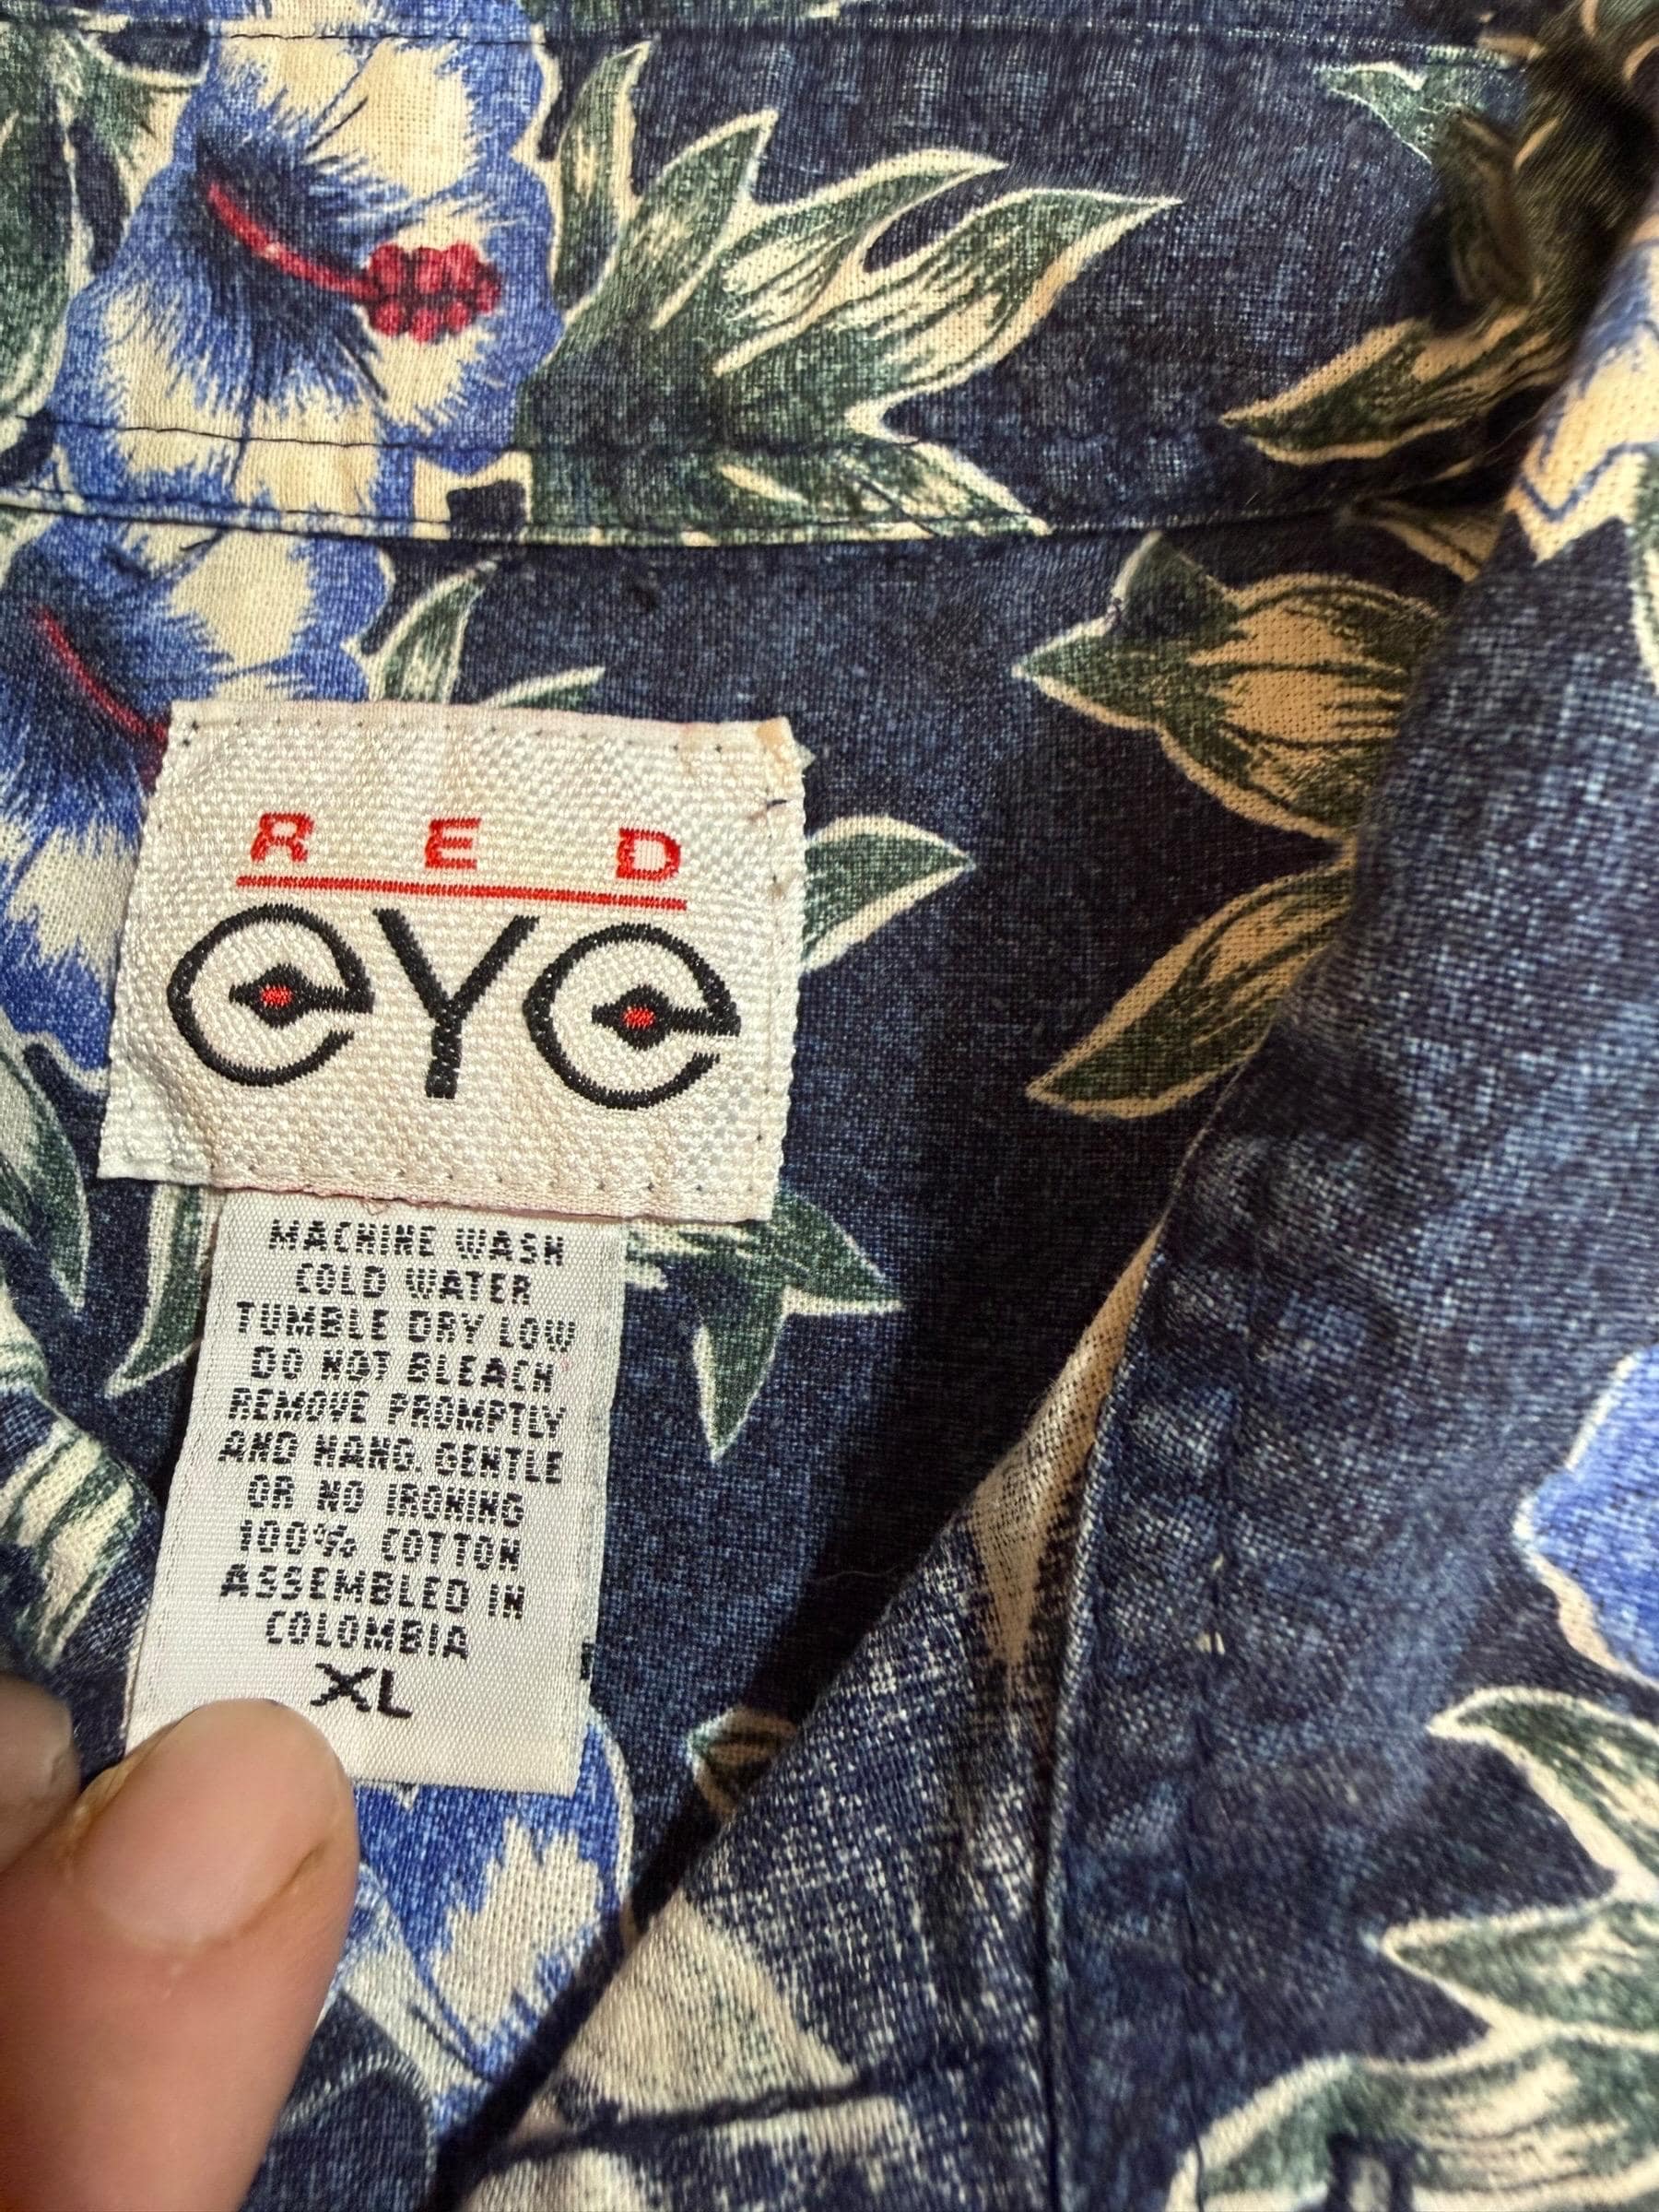 RED
eye
MACHINE WASH
COLD WATER
TUMBLE DRY LOW
DO NOT BLEACH
REMOVE PROMPTLY
AND HANG. GENTLE
OR NO IRONING
100% COTTON
ASSEMBLED IN
COLOMBIA
XL